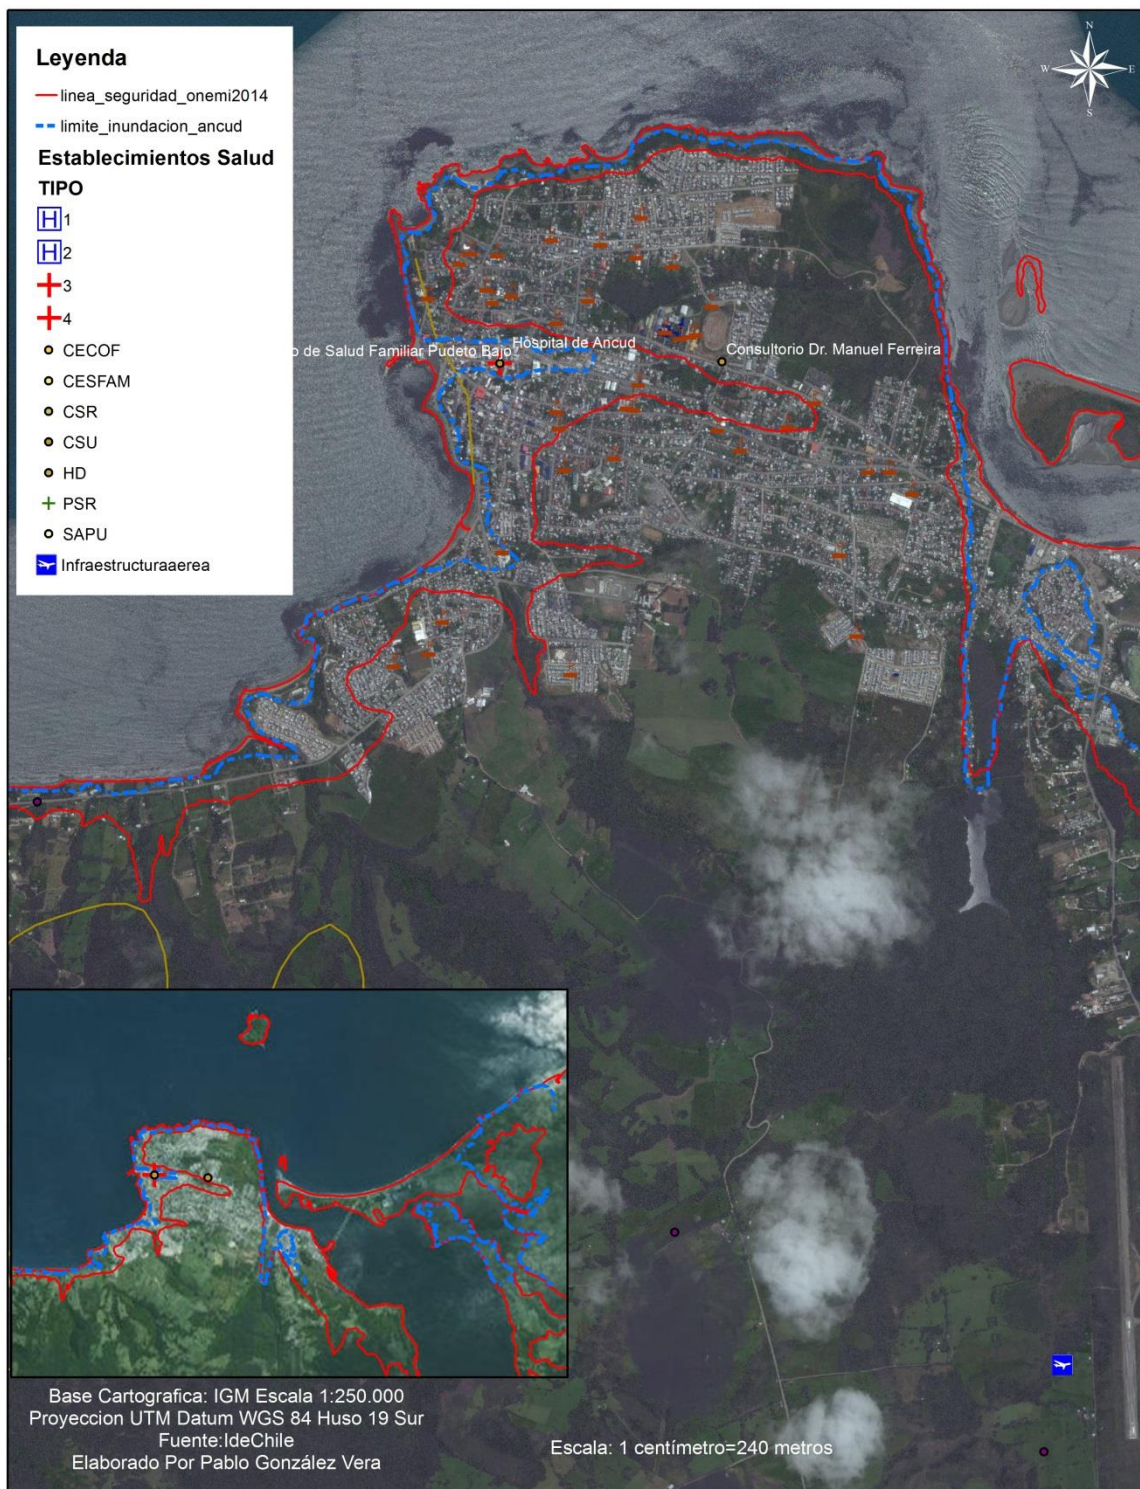 Leyenda
linea_seguridad_onemi2014
limite_inundacion_ancud
Establecimientos Salud
TIPO
H 1
H 2
3
4
CECOF
CESFAM
CSR
CSU
HD
PSR
SAPU
Infraestructuraaerea
N
W E
S
o de Salud Familiar Pudeto Bajo
Hospital de Ancud
Consultorio Dr. Manuel Ferreira
Base Cartografica: IGM Escala 1:250.000
Proyeccion UTM Datum WGS 84 Huso 19 Sur
Fuente:IdeChile
Elaborado Por Pablo González Vera
Escala: 1 centímetro=240 metros